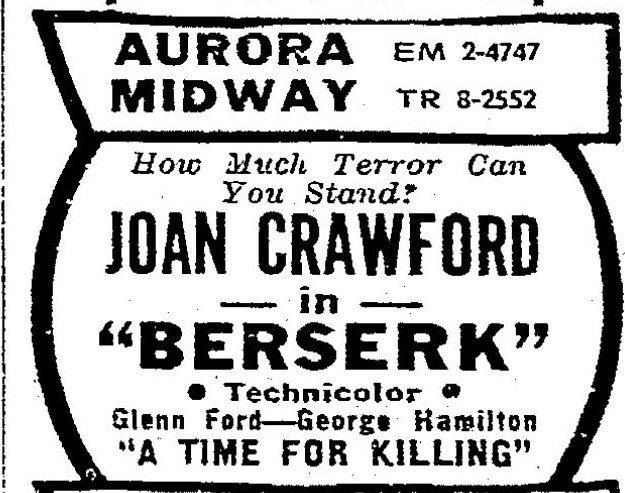 AURORA EM 2-4747
MIDWAY TR 8-2552
How Much Terror Can
You Stand?
JOAN CRAWFORD
— in —
“BERSERK”
• Technicolor •
Glenn Ford—George Hamilton
“A TIME FOR KILLING”